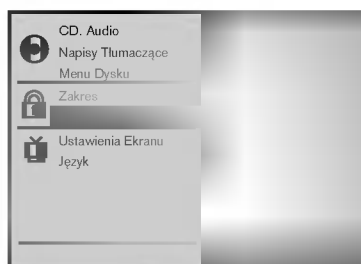 CD. Audio
Napisy Tłumaczące
Menu Dysku
Zakres
Ustawienia Ekranu
Język